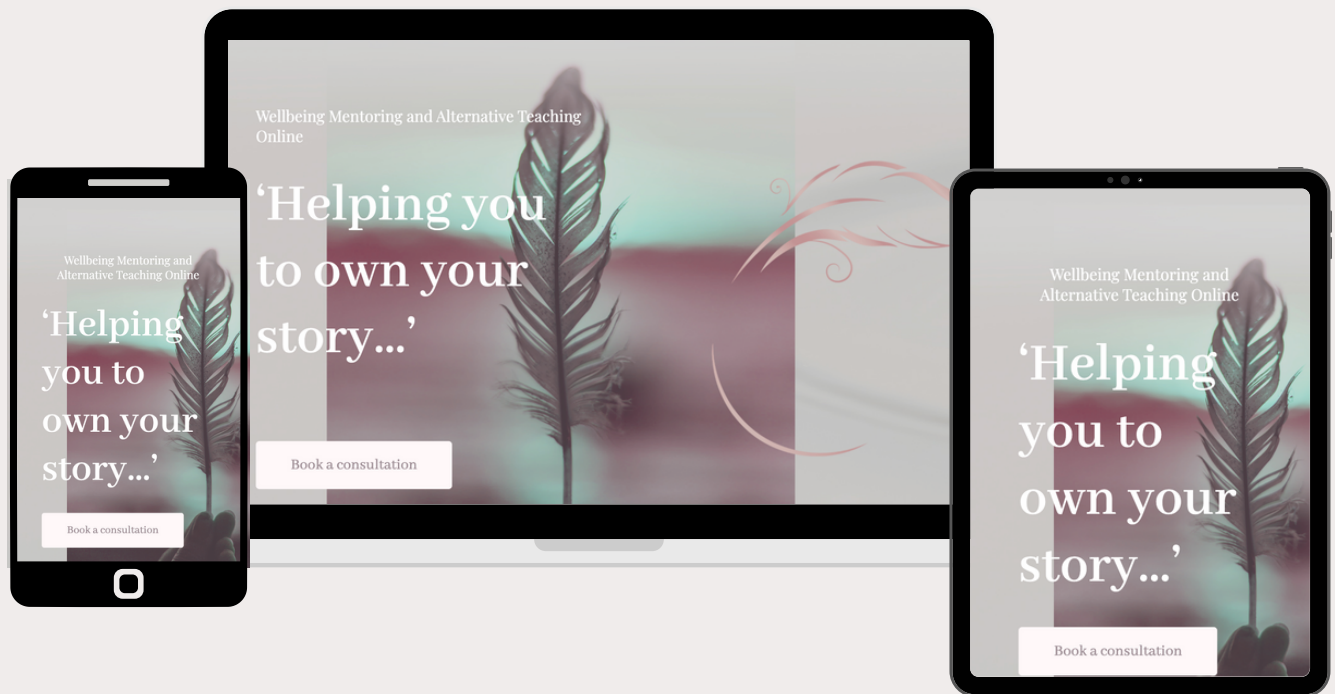 Wellbeing Mentoring and Alternative Teaching
Online
‘Helping you
to own your
story...’
Book a consultation
Wellbeing Mentoring and
Alternative Teaching Online
‘Helping
you to
own your
story...’
Book a consultation
Wellbeing Mentoring and
Alternative Teaching Online
‘Helping
you to
own your
story...’
Book a consultation